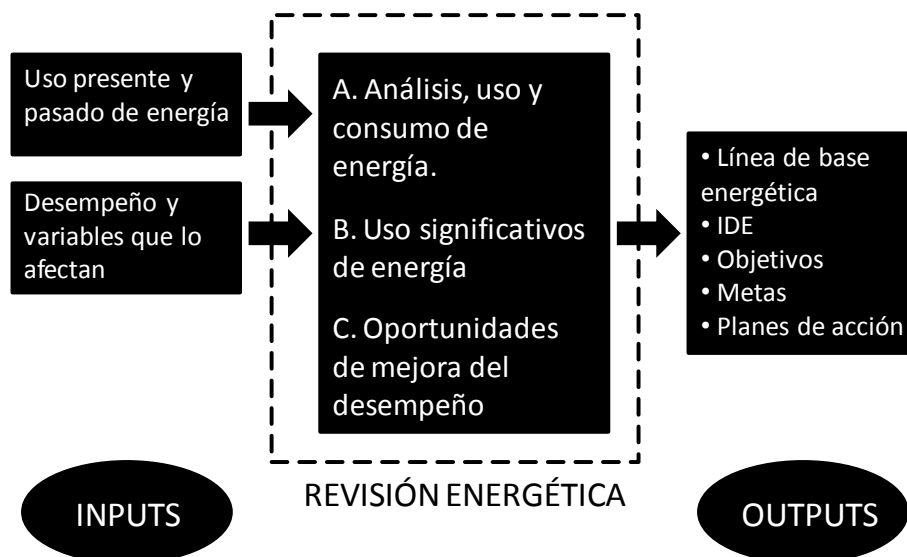 Uso presente y
pasado de energía
Desempeño y
variables que lo
afectan
A. Análisis, uso y
consumo de
energía.
B. Uso significativos
de energía
C. Oportunidades
de mejora del
desempeño
• Línea de base
energética
• IDE
• Objetivos
• Metas
• Planes de acción
INPUTS
REVISIÓN ENERGÉTICA
OUTPUTS